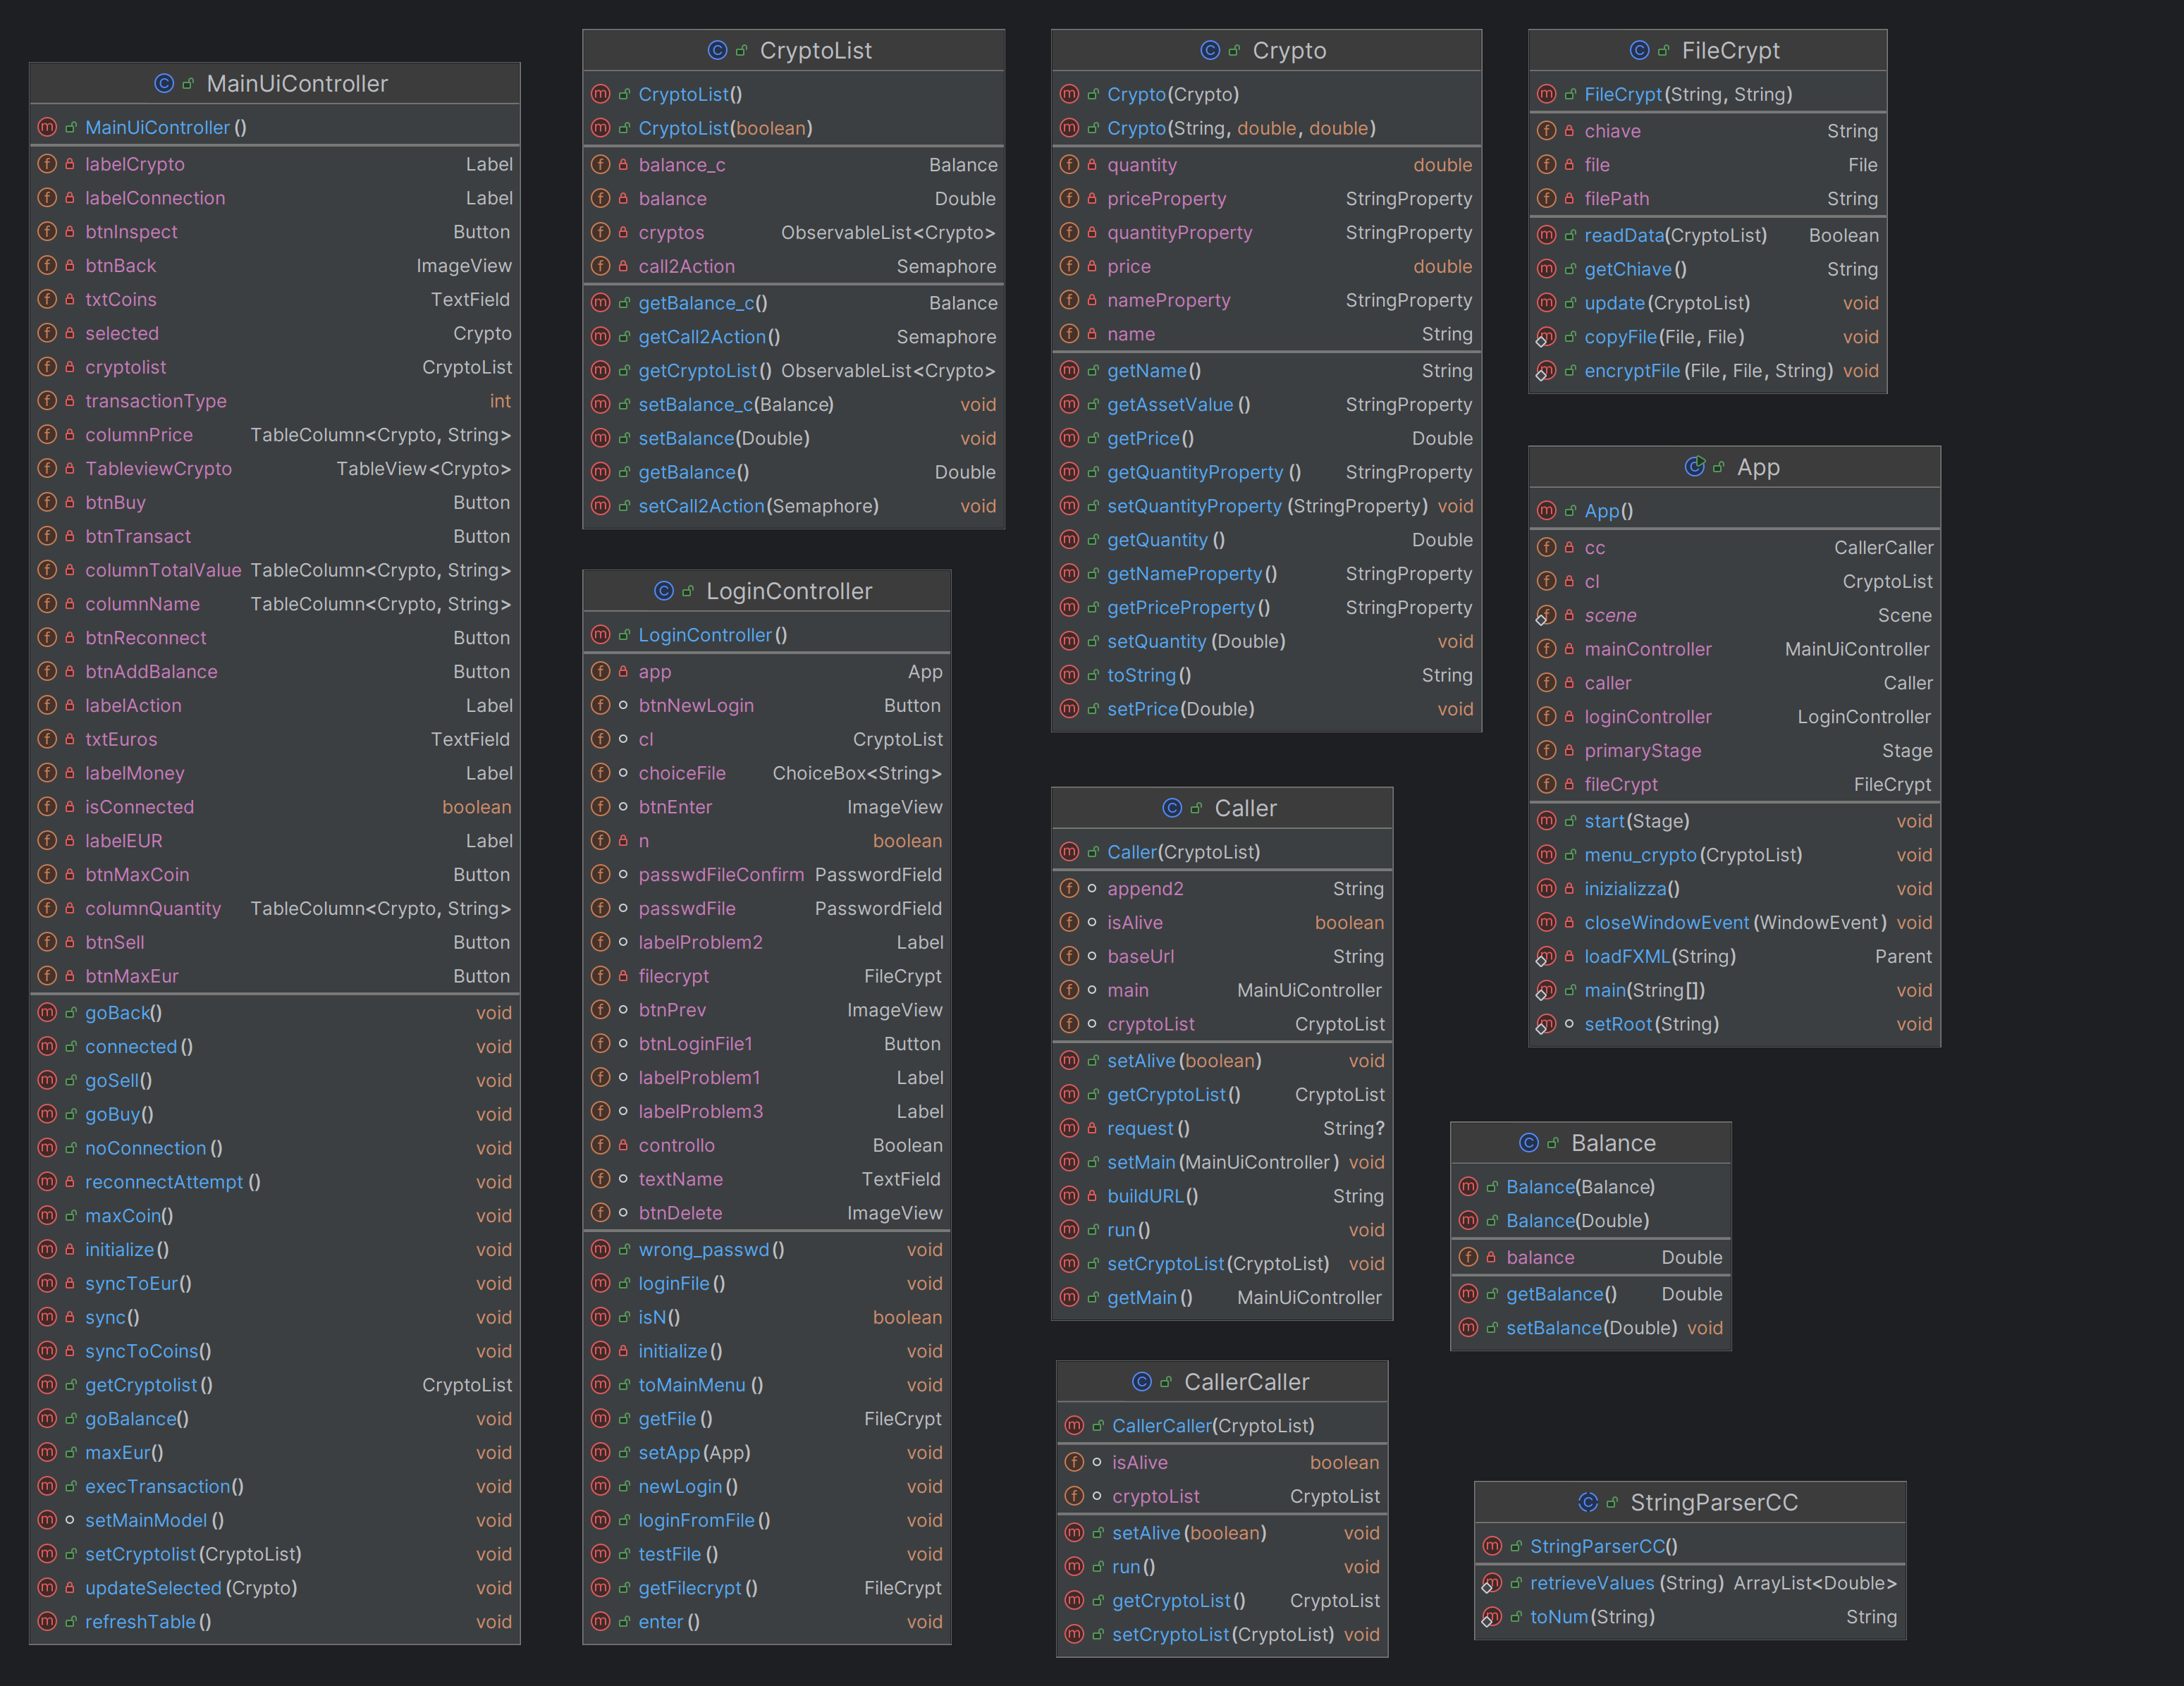 MainUiController
MainUiController()
labelCrypto Label
labelConnection Label
btnInspect Button
btnBack ImageView
txtCoins TextField
selected Crypto
cryptolist CryptoList
transactionType int
columnPrice TableColumn<Crypto, String>
TableviewCrypto TableView<Crypto>
btnBuy Button
btnTransact Button
columnTotalValue TableColumn<Crypto, String>
columnName TableColumn<Crypto, String>
btnReconnect Button
btnAddBalance Button
labelAction Label
txtEuros TextField
labelMoney Label
isConnected boolean
labelEUR Label
btnMaxCoin Button
columnQuantity TableColumn<Crypto, String>
btnSell Button
btnMaxEur Button
goBack() void
connected() void
goSell() void
goBuy() void
noConnection() void
reconnectAttempt() void
maxCoin() void
initialize() void
syncToEur() void
sync() void
syncToCoins() void
getCryptolist() CryptoList
goBalance() void
maxEur() void
execTransaction() void
setMainModel() void
setCryptolist(CryptoList) void
updateSelected(Crypto) void
refreshTable() void
CryptoList
CryptoList()
CryptoList(boolean)
balance_c Balance
balance Double
cryptos ObservableList<Crypto>
call2Action Semaphore
getBalance_c() Balance
getCall2Action() Semaphore
getCryptoList() ObservableList<Crypto>
setBalance_c(Balance) void
setBalance(Double) void
getBalance() Double
setCall2Action(Semaphore) void
LoginController
LoginController()
app App
btnNewLogin Button
cl CryptoList
choiceFile ChoiceBox<String>
btnEnter ImageView
n boolean
passwdFileConfirm PasswordField
passwdFile PasswordField
labelProblem2 Label
filecrypt FileCrypt
btnPrev ImageView
btnLoginFile1 Button
labelProblem1 Label
labelProblem3 Label
controllo Boolean
textName TextField
btnDelete ImageView
wrong_passwd() void
loginFile() void
isN() boolean
initialize() void
toMainMenu() void
getFile() FileCrypt
setApp(App) void
newLogin() void
loginFromFile() void
testFile() void
getFilecrypt() FileCrypt
enter() void
Crypto
Crypto(Crypto)
Crypto(String, double, double)
quantity double
priceProperty StringProperty
quantityProperty StringProperty
price double
nameProperty StringProperty
name String
getName() String
getAssetValue() StringProperty
getPrice() Double
getQuantityProperty() StringProperty
setQuantityProperty(StringProperty) void
getQuantity() Double
getNameProperty() StringProperty
getPriceProperty() StringProperty
setQuantity(Double) void
toString() String
setPrice(Double) void
Caller
Caller(CryptoList)
append2 String
isAlive boolean
baseUrl String
main MainUiController
cryptoList CryptoList
setAlive(boolean) void
getCryptoList() CryptoList
request() String?
setMain(MainUiController) void
buildURL() String
run() void
setCryptoList(CryptoList) void
getMain() MainUiController
CallerCaller
CallerCaller(CryptoList)
isAlive boolean
cryptoList CryptoList
setAlive(boolean) void
run() void
getCryptoList() CryptoList
setCryptoList(CryptoList) void
FileCrypt
FileCrypt(String, String)
chiave String
file File
filePath String
readData(CryptoList) Boolean
getChiave() String
update(CryptoList) void
copyFile(File, File) void
encryptFile(File, File, String) void
App
App()
cc CallerCaller
cl CryptoList
scene Scene
mainController MainUiController
caller Caller
loginController LoginController
primaryStage Stage
fileCrypt FileCrypt
start(Stage) void
menu_crypto(CryptoList) void
inizializza() void
closeWindowEvent(WindowEvent) void
loadFXML(String) Parent
main(String[]) void
setRoot(String) void
Balance
Balance(Balance)
Balance(Double)
balance Double
getBalance() Double
setBalance(Double) void
StringParserCC
StringParserCC()
retrieveValues(String) ArrayList<Double>
toNum(String) String